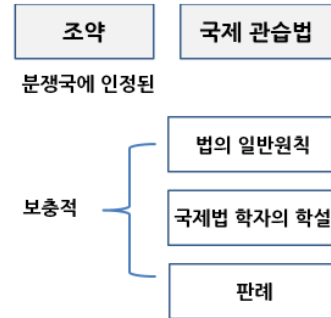 조약
국제 관습법
분쟁국에 인정된
법의 일반원칙
보충적
국제법 학자의 학설
판례